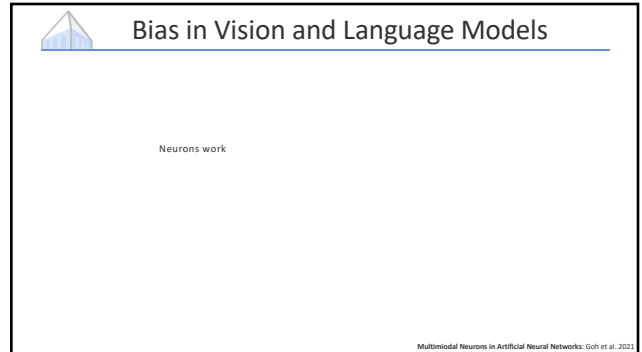 Bias in Vision and Language Models
Neurons work
Multimiodal Neurons in Artificial Neural Networks: Goh et al. 2021